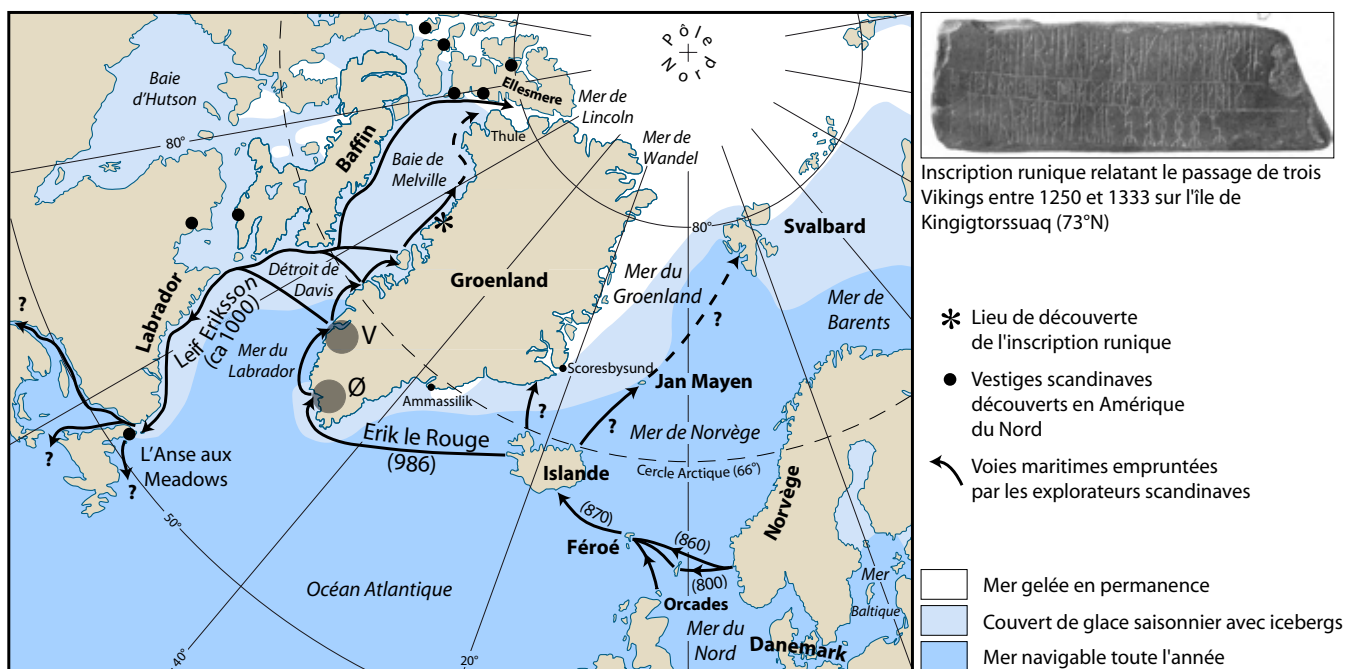 Pôle
Nord
Baie
d'Hutson
Ellesmere
Mer de
Lincoln
Thule
Mer de
Wandel
80°
Baffin
Baie de
Melville
80°
Svalbard
Groenland
Mer du
Groenland
Mer de
Barents
Détroit de
Davis
Labrador
Leif Eriksson
(ca 1000)
?
?
Mer du
Labrador
V
Ø
Scoresbysund
Jan Mayen
Ammassilik
?
?
Mer de Norvège
Erik le Rouge
(986)
Cercle Arctique (66°)
Islande
Norvège
L'Anse aux
Meadows
?
?
50°
(870)
Féroé
(860)
(800)
Océan Atlantique
Orcades
Mer
Baltique
Mer du
Nord
Danemark
40°
20°
Inscription runique relatant le passage de trois
Vikings entre 1250 et 1333 sur l'île de
Kingigtorssuaq (73°N)
Lieu de découverte
de l'inscription runique
Vestiges scandinaves
découverts en Amérique
du Nord
Voies maritimes empruntées
par les explorateurs scandinaves
Mer gelée en permanence
Couvert de glace saisonnier avec icebergs
Mer navigable toute l'année